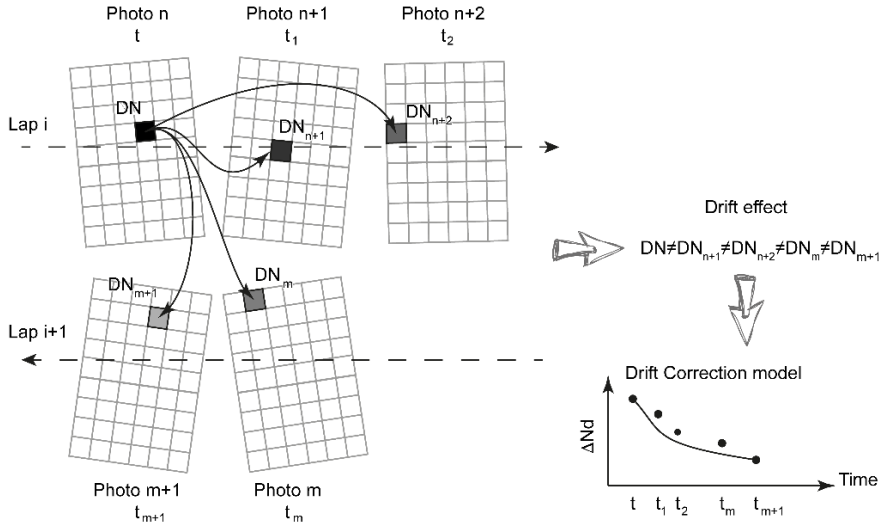 Photo n
t
Photo n+1
t1
Photo n+2
t2
DN
DNn+1
DNn+2
Lap i
Drift effect
DN≠DNn+1≠DNn+2≠DNm≠DNm+1
DNm+1
DNm
Lap i+1
Drift Correction model
ΔNd
Time
t t1 t2 tm tm+1
Photo m+1
tm+1
Photo m
tm